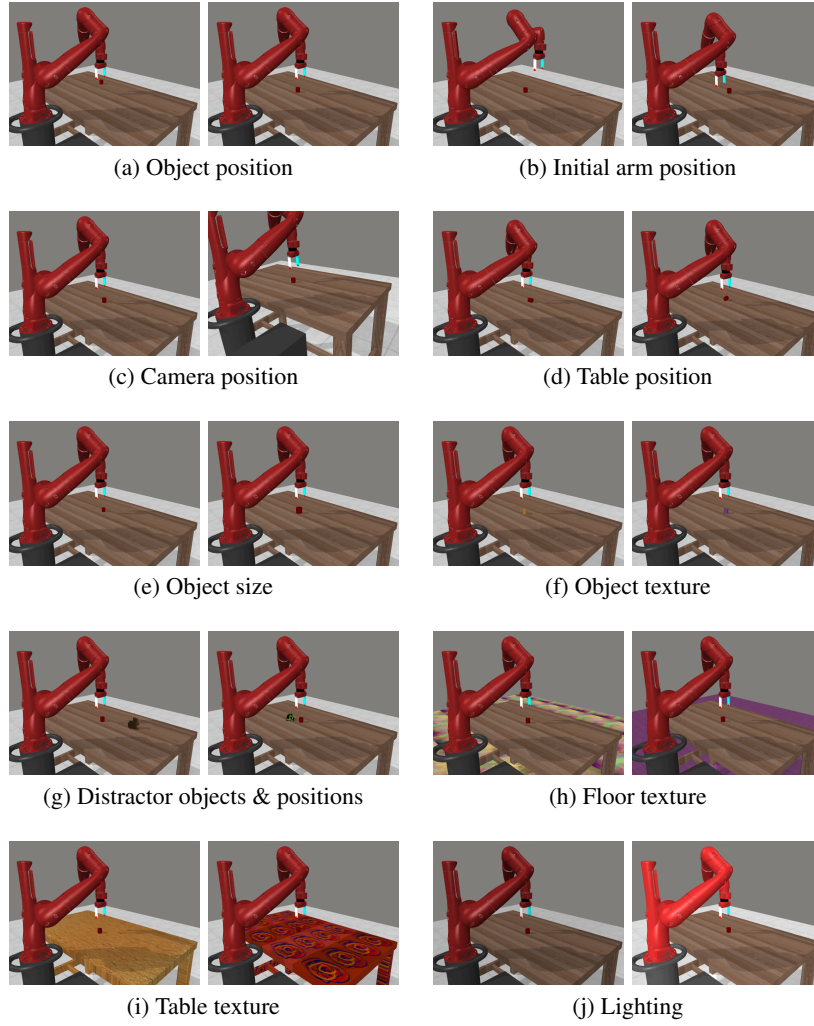 (a) Object position
(b) Initial arm position
(c) Camera position
(d) Table position
(e) Object size
(f) Object texture
(g) Distractor objects & positions
(h) Floor texture
(i) Table texture
(j) Lighting